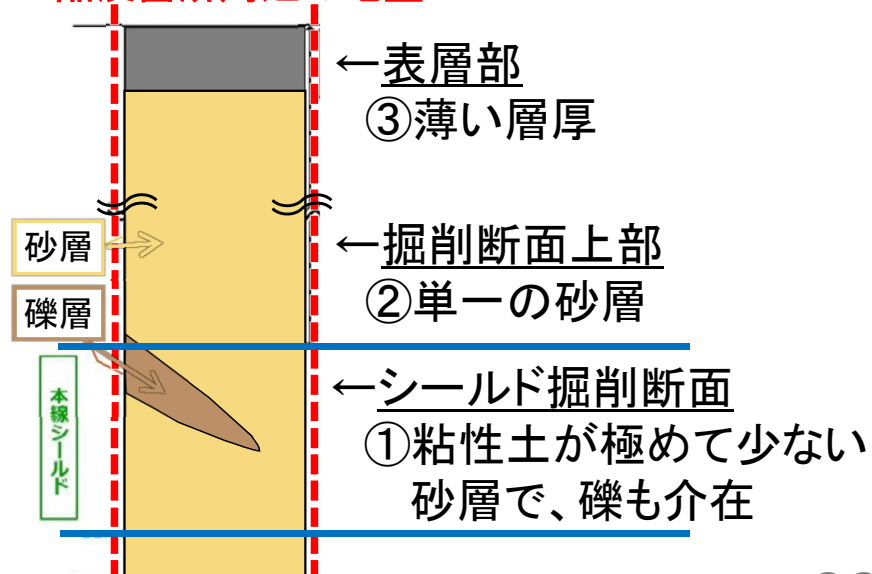 ←表層部
③薄い層厚
砂層
←掘削断面上部
②単一の砂層
礫層
←シールド掘削断面
①粘性土が極めて少ない
砂層で、礫も介在
本線シールド